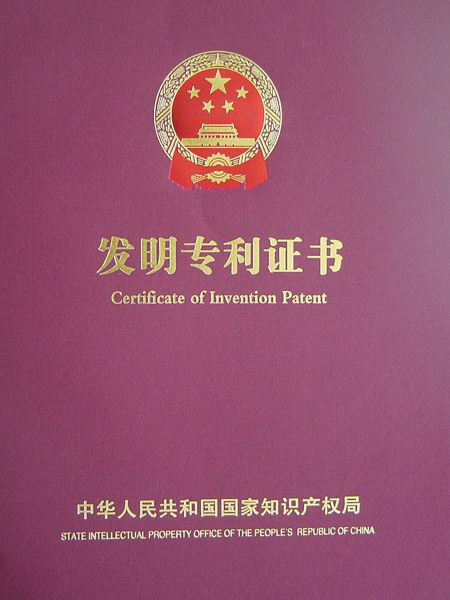 发明专利证书
Certificate of Invention Patent
中华人民共和国国家知识产权局
STATE INTELLECTUAL PROPERTY OFFICE OF THE PEOPLE'S REPUBLIC OF CHINA